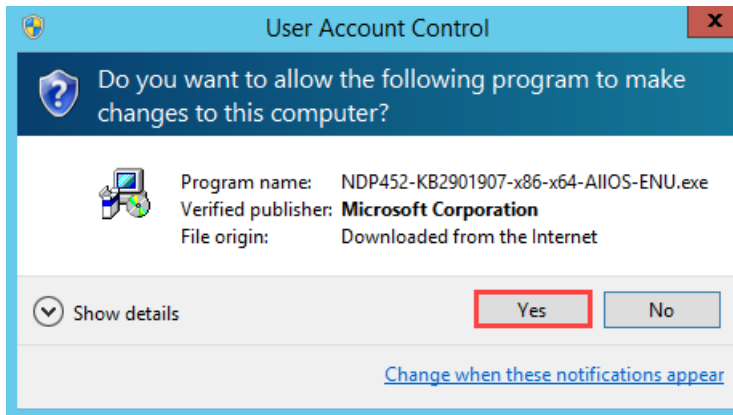 User Account Control
x
Do you want to allow the following program to make
changes to this computer?
Program name: NDP452-KB2901907-x86-x64-AllOS-ENU.exe
Verified publisher: Microsoft Corporation
File origin: Downloaded from the Internet
Show details Yes No
Change when these notifications appear